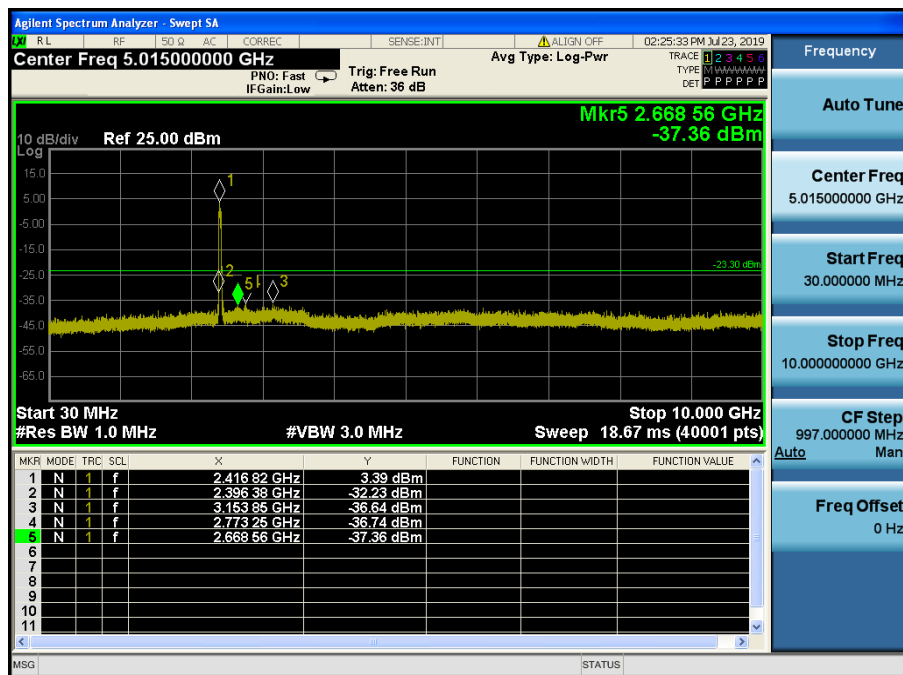 Agilent Spectrum Analyzer - Swept SA
LXI RL RF 50 Ω AC CORREC SENSE:INT ALIGN OFF 02:25:33 PM Jul 23, 2019
Center Freq 5.015000000 GHz Avg Type: Log-Pwr TRACE 1 2 3 4 5 6
PNO: Fast Trig: Free Run TYPE M W W W W W
IFGain:Low Atten: 36 dB DET P P P P P P
Mkr5 2.668 56 GHz
-37.36 dBm
10 dB/div Ref 25.00 dBm
Log
15.0
5.00
-5.00
-15.0
-25.0
-35.0
-45.0
-55.0
-65.0
1
2
5
3
-23.30 dBm
Start 30 MHz Stop 10.000 GHz
#Res BW 1.0 MHz #VBW 3.0 MHz Sweep 18.67 ms (40001 pts)
MKR MODE TRC SCL X Y FUNCTION FUNCTION WIDTH FUNCTION VALUE
1 N 1 f 2.416 82 GHz 3.39 dBm
2 N 1 f 2.396 38 GHz -32.23 dBm
3 N 1 f 3.153 85 GHz -36.64 dBm
4 N 1 f 2.773 25 GHz -36.74 dBm
5 N 1 f 2.668 56 GHz -37.36 dBm
6
7
8
9
10
11
MSG STATUS
Frequency
Auto Tune
Center Freq
5.015000000 GHz
Start Freq
30.000000 MHz
Stop Freq
10.000000000 GHz
CF Step
997.000000 MHz
Auto Man
Freq Offset
0 Hz